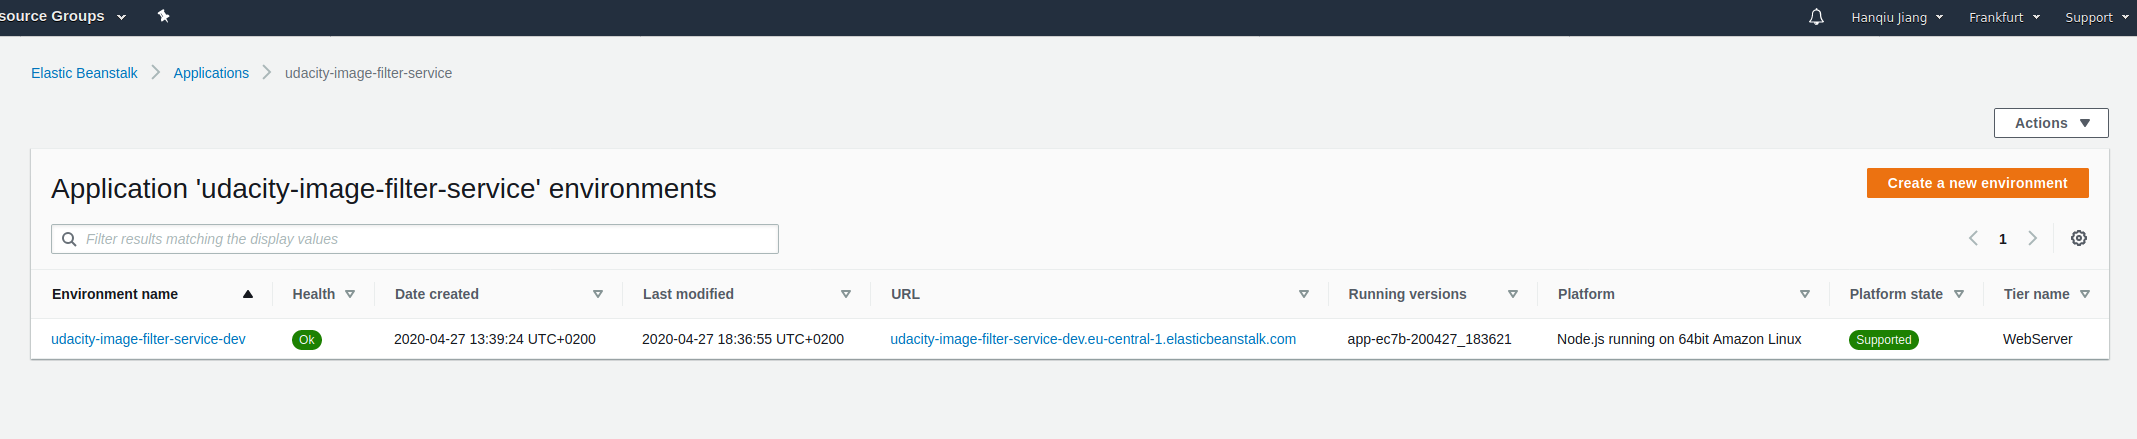 source Groups
Hanqiu Jiang Frankfurt Support
Elastic Beanstalk Applications udacity-image-filter-service
Actions
Application 'udacity-image-filter-service' environments
Create a new environment
Filter results matching the display values
1
Environment name Health Date created Last modified URL Running versions Platform Platform state Tier name
udacity-image-filter-service-dev Ok 2020-04-27 13:39:24 UTC+0200 2020-04-27 18:36:55 UTC+0200 udacity-image-filter-service-dev.eu-central-1.elasticbeanstalk.com app-ec7b-200427_183621 Node.js running on 64bit Amazon Linux Supported WebServer